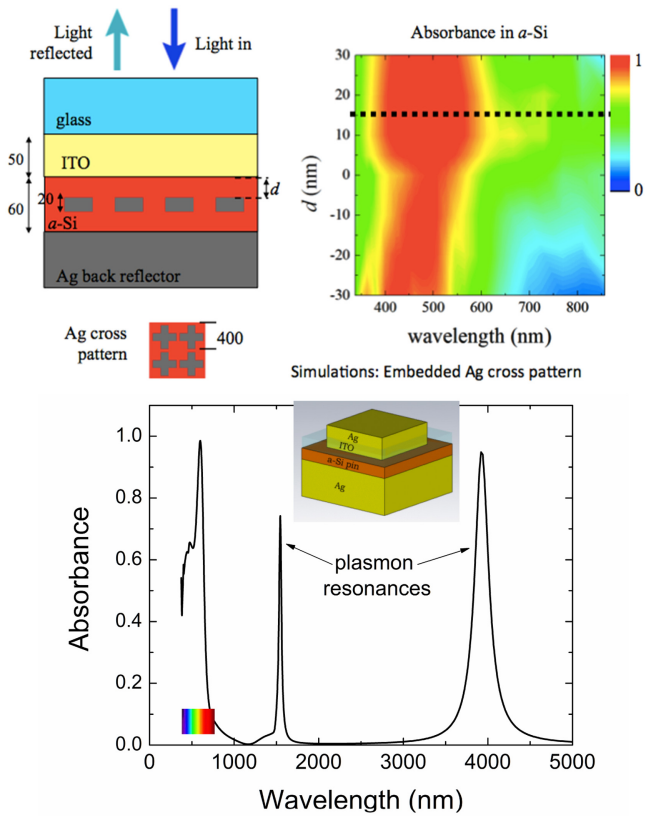 Light
reflected
Light in
glass
50
ITO
d
20
60
a-Si
Ag back reflector
Ag cross
pattern
400
Absorbance in a-Si
30
20
10
0
-10
-20
-30
d (nm)
400 500 600 700 800
wavelength (nm)
1
0
Simulations: Embedded Ag cross pattern
Absorbance
1.0
0.8
0.6
0.4
0.2
0.0
Ag
ITO
a-Si pin
Ag
plasmon
resonances
0 1000 2000 3000 4000 5000
Wavelength (nm)